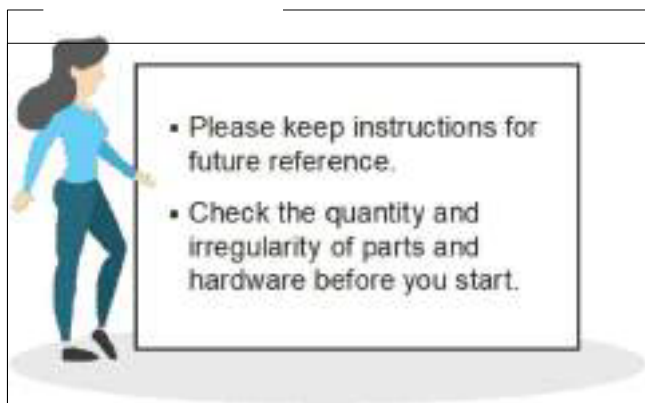 ▪ Please keep instructions for
future reference.
▪ Check the quantity and
irregularity of parts and
hardware before you start.